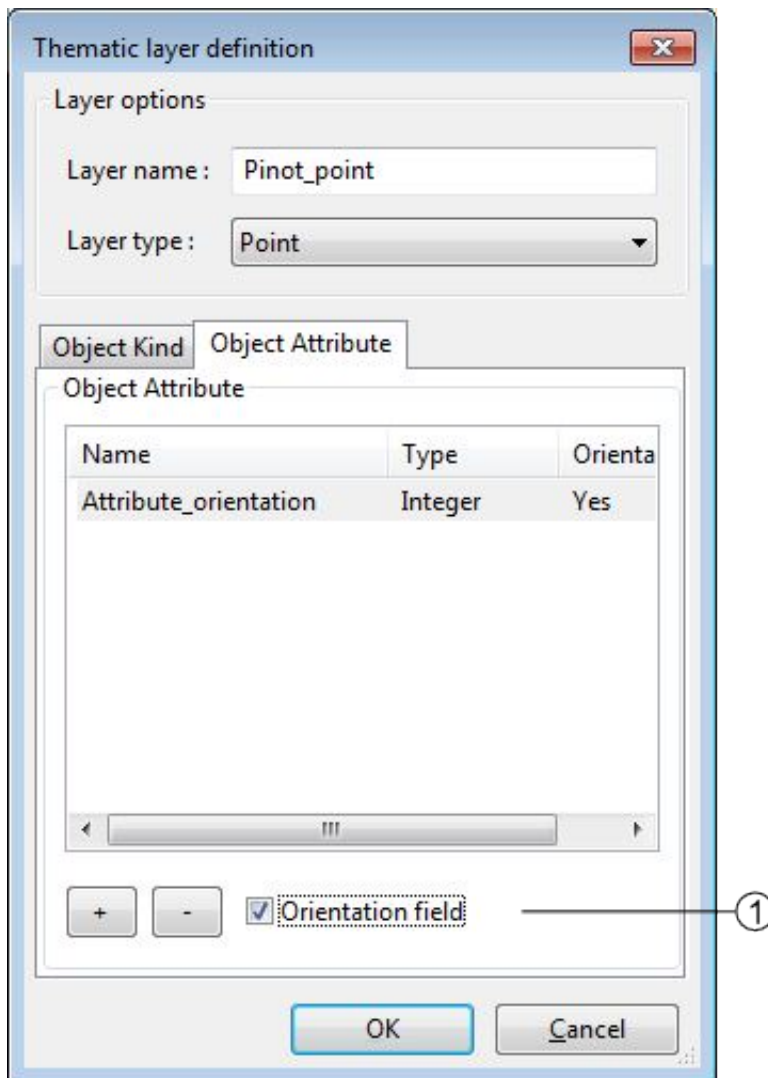 Thematic layer definition
Layer options
Layer name : Pinot_point
Layer type : Point
Object Kind Object Attribute
Object Attribute
Name Type Orienta
Attribute_orientation Integer Yes
+ - Orientation field 1
OK Cancel